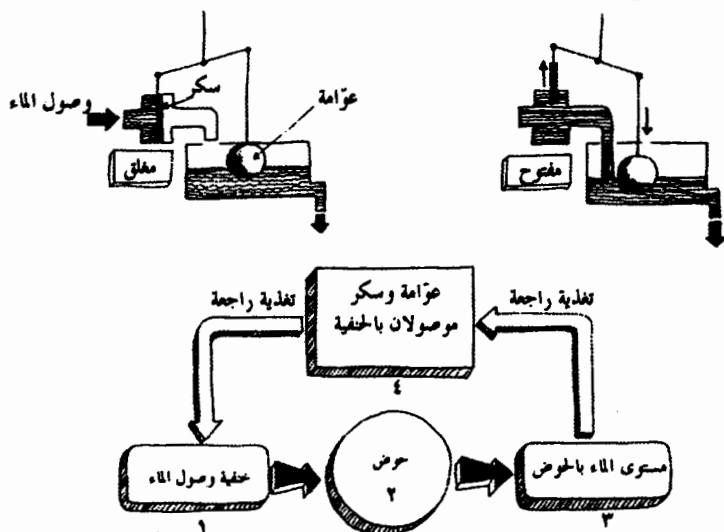 سكر
وصول الماء
عوّامة
مغلق
مفتوح
تغذية راجعة
عوّامة وسكر
موصولان بالحنفية
٤
تغذية راجعة
مستوى الماء بالحوض
٣
حوض
٢
حنفية وصول الماء
١